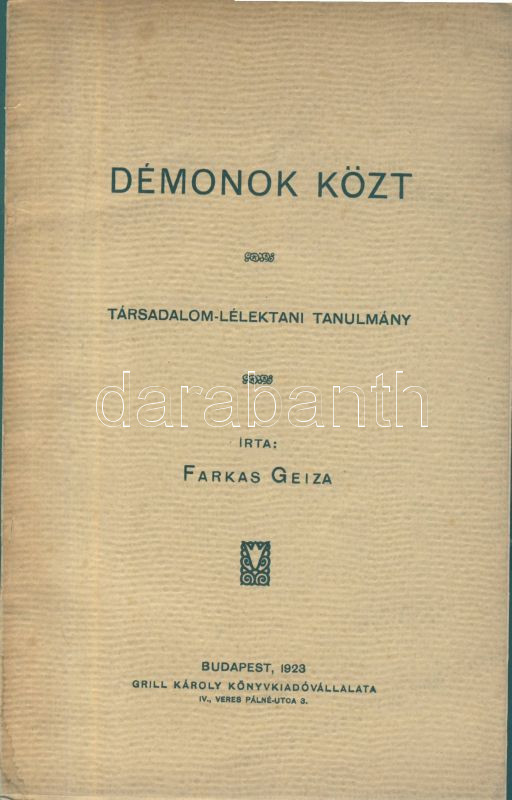 DÉMONOK KÖZT
TÁRSADALOM-LÉLEKTANI TANULMÁNY
darabanth
IRTA:
FARKAS GEIZA
BUDAPEST, 1923
GRILL KÁROLY KÖNYVKIADÓVÁLLALATA
IV., VERES PÁLNÉ-UTCA 3.